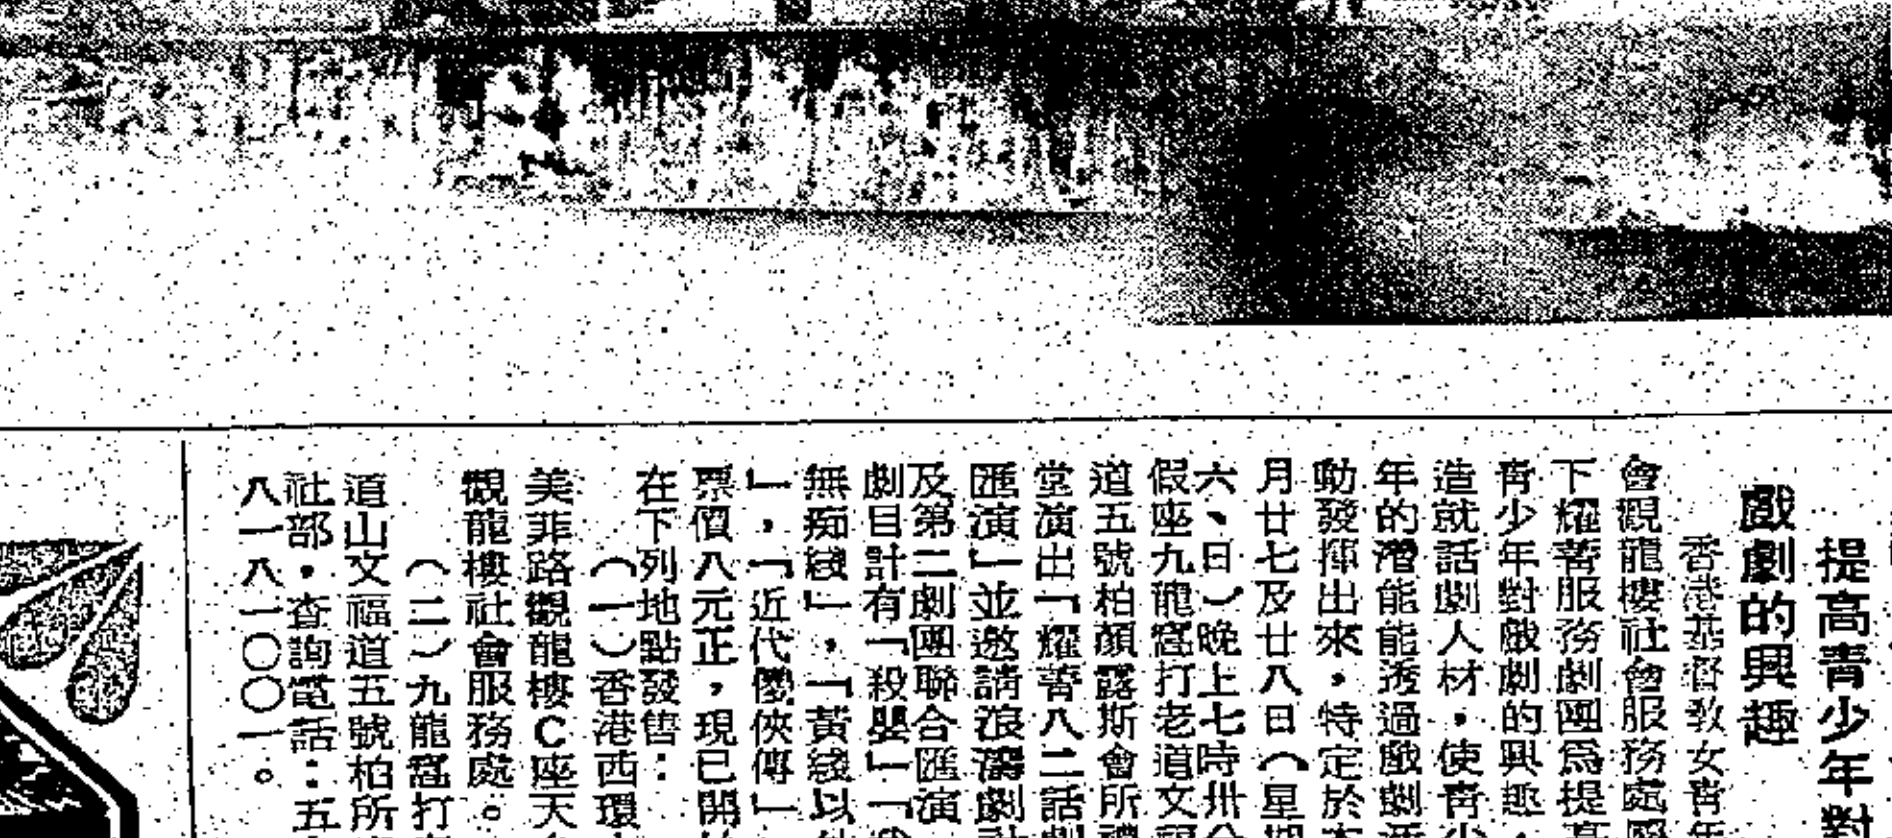 提高青少年對
戲劇的興趣
香港基督教女青年
會觀龍樓社會服務處
下耀菁服務劇團為提高
青少年對戲劇的興趣，
造就話劇人材，使青少
年的潛能能透過戲劇活
動發揮出來，特定於本
月廿七及廿八日（星期
六、日）晚上七時卅分
假座九龍窩打老道文福
道五號柏顏露斯會所禮
堂演出「耀菁八二話劇
匯演」並邀請浪濤劇社
及第二劇團聯合匯演
劇目計有「殺嬰」「
無痴綫」，「黃綫以外
」，「近代儍俠傳」
票價八元正，現已開始
在下列地點發售：
（一）香港西環
美菲路觀龍樓C座天台
觀龍樓社會服務處。
（二）九龍窩打老
道山文福道五號柏所
社部，查詢電話：五
八一八一〇〇一。